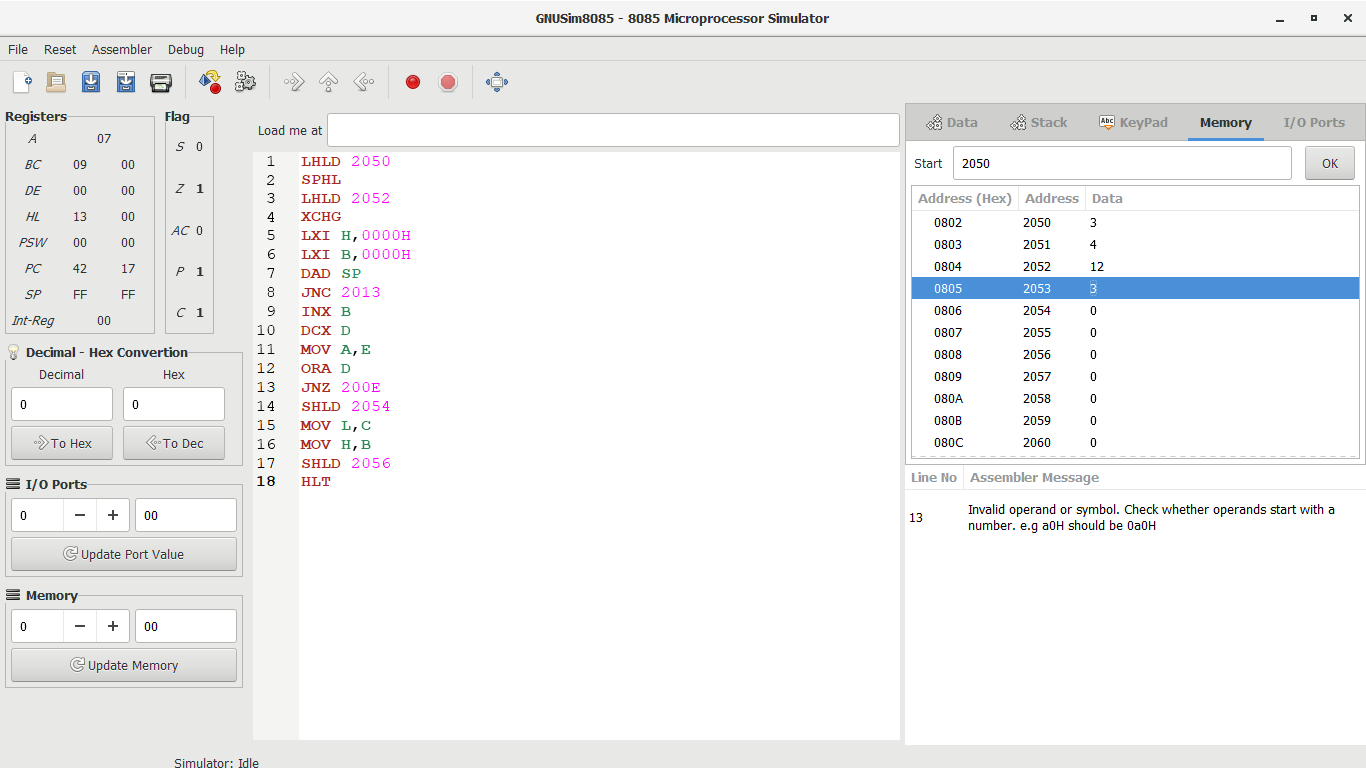 GNUSim8085 - 8085 Microprocessor Simulator
File Reset Assembler Debug Help
Registers
A 07
BC 09 00
DE 00 00
HL 13 00
PSW 00 00
PC 42 17
SP FF FF
Int-Reg 00
Flag
S 0
Z 1
AC 0
P 1
C 1
Decimal - Hex Convertion
Decimal Hex
0 0
To Hex To Dec
I/O Ports
0 − + 00
Update Port Value
Memory
0 − + 00
Update Memory
Load me at
1 LHLD 2050
2 SPHL
3 LHLD 2052
4 XCHG
5 LXI H,0000H
6 LXI B,0000H
7 DAD SP
8 JNC 2013
9 INX B
10 DCX D
11 MOV A,E
12 ORA D
13 JNZ 200E
14 SHLD 2054
15 MOV L,C
16 MOV H,B
17 SHLD 2056
18 HLT
Data Stack Abc KeyPad Memory I/O Ports
Start 2050 OK
Address (Hex) Address Data
0802 2050 3
0803 2051 4
0804 2052 12
0805 2053 3
0806 2054 0
0807 2055 0
0808 2056 0
0809 2057 0
080A 2058 0
080B 2059 0
080C 2060 0
Line No Assembler Message
13 Invalid operand or symbol. Check whether operands start with a
number. e.g a0H should be 0a0H
Simulator: Idle